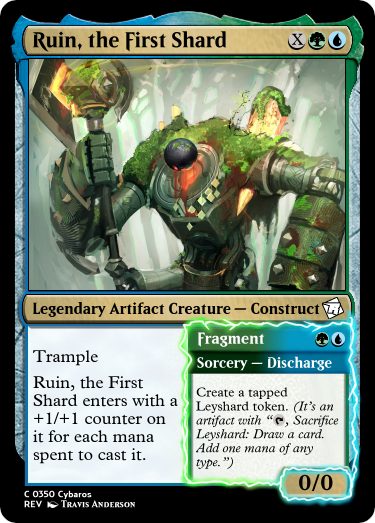 Ruin, the First Shard X
Legendary Artifact Creature — Construct
Trample
Ruin, the First
Shard enters with a
+1/+1 counter on
it for each mana
spent to cast it.
Fragment
Sorcery — Discharge
Create a tapped
Leyshard token. (It's an
artifact with “, Sacrifice
Leyshard: Draw a card.
Add one mana of any
type.”)
0/0
C 0350 Cybaros
REV Travis Anderson